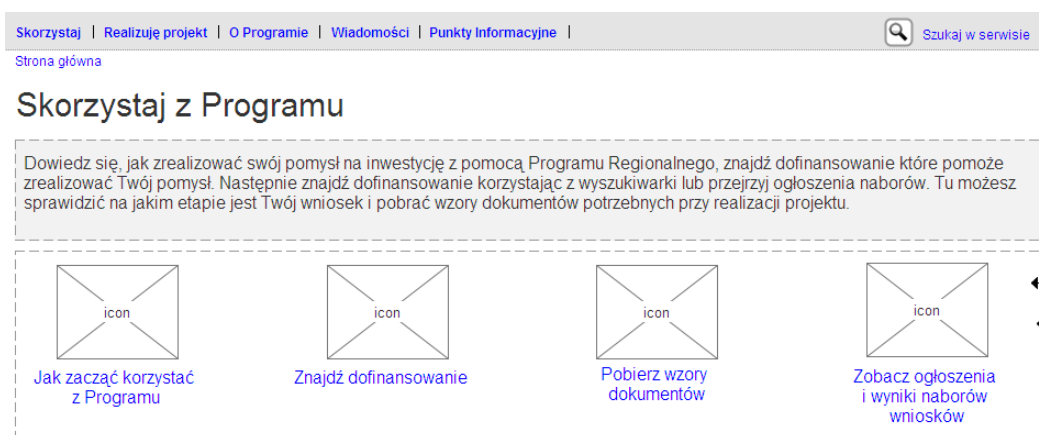 Skorzystaj | Realizuję projekt | O Programie | Wiadomości | Punkty Informacyjne | Szukaj w serwisie
Strona główna
Skorzystaj z Programu
Dowiedz się, jak zrealizować swój pomysł na inwestycję z pomocą Programu Regionalnego, znajdź dofinansowanie które pomoże
zrealizować Twój pomysł. Następnie znajdź dofinansowanie korzystając z wyszukiwarki lub przejrzyj ogłoszenia naborów. Tu możesz
sprawidzić na jakim etapie jest Twój wniosek i pobrać wzory dokumentów potrzebnych przy realizacji projektu.
icon
Jak zacząć korzystać
z Programu
icon
Znajdź dofinansowanie
icon
Pobierz wzory
dokumentów
icon
Zobacz ogłoszenia
i wyniki naborów
wniosków